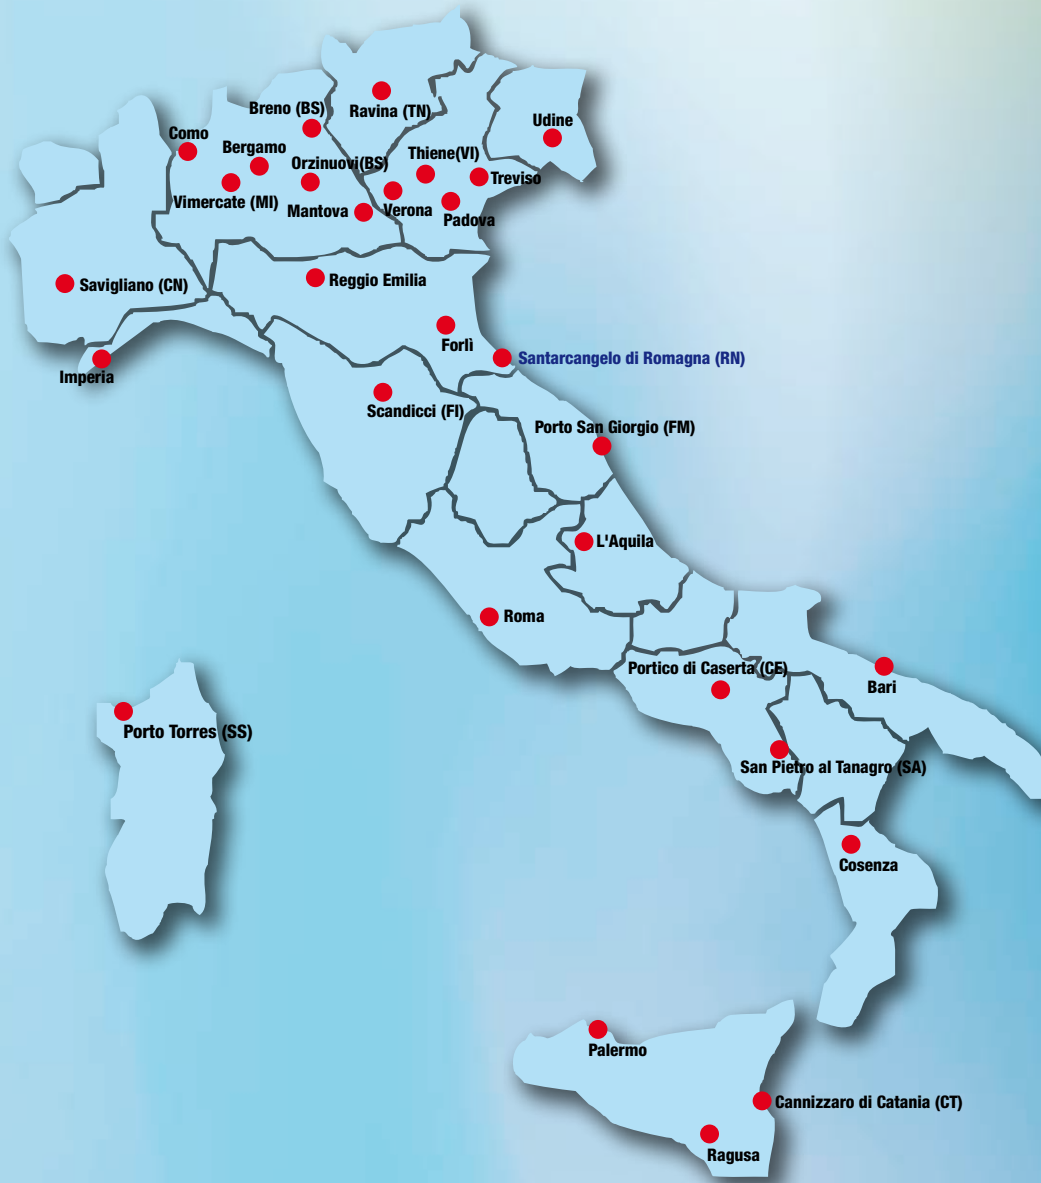 Ravina (TN)
Breno (BS)
Udine
Como
Bergamo
Thiene(VI)
Orzinuovi(BS)
Treviso
Vimercate (MI)
Mantova
Verona
Padova
Savigliano (CN)
Reggio Emilia
Forlì
Santarcangelo di Romagna (RN)
Imperia
Scandicci (FI)
Porto San Giorgio (FM)
L'Aquila
Roma
Portico di Caserta (CE)
Bari
Porto Torres (SS)
San Pietro al Tanagro (SA)
Cosenza
Palermo
Cannizzaro di Catania (CT)
Ragusa